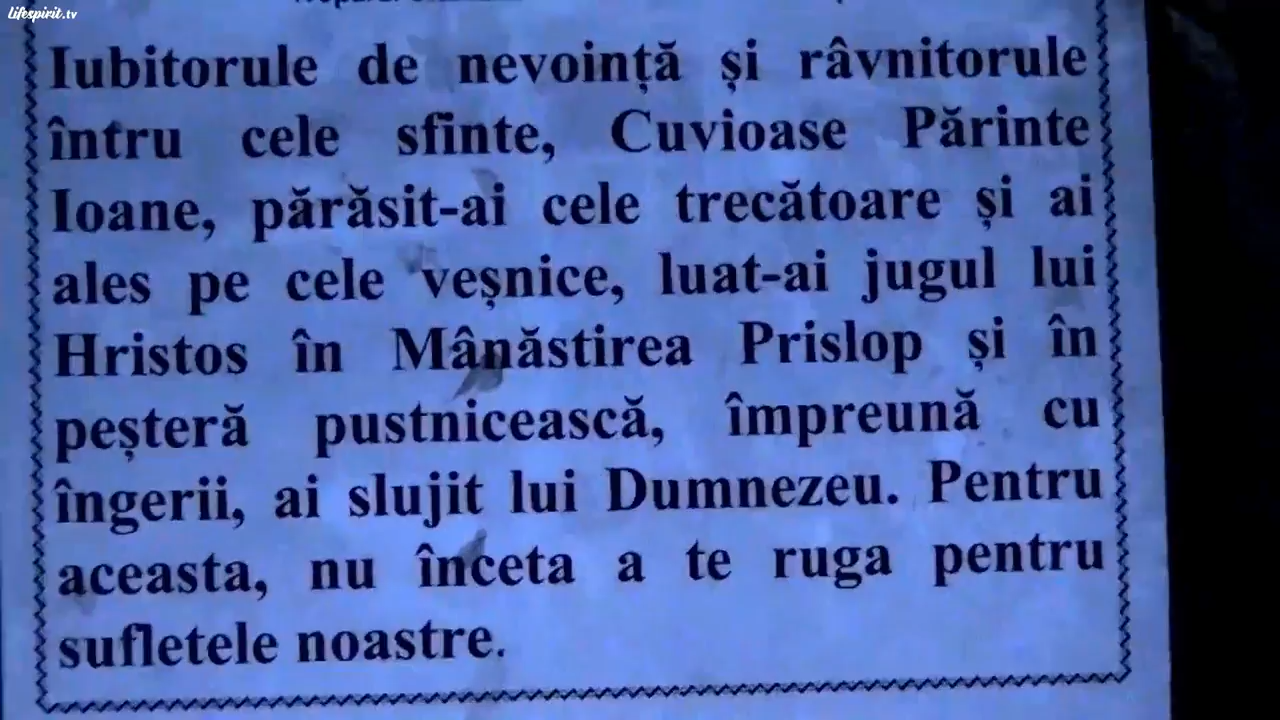 Lifespirit.tv
Iubitorule de nevoință și râvnitorule
întru cele sfinte, Cuvioase Părinte
Ioane, părăsit-ai cele trecătoare și ai
ales pe cele veșnice, luat-ai jugul lui
Hristos în Mânăstirea Prislop și în
peșteră pustnicească, împreună cu
îngerii, ai slujit lui Dumnezeu. Pentru
aceasta, nu înceta a te ruga pentru
sufletele noastre.